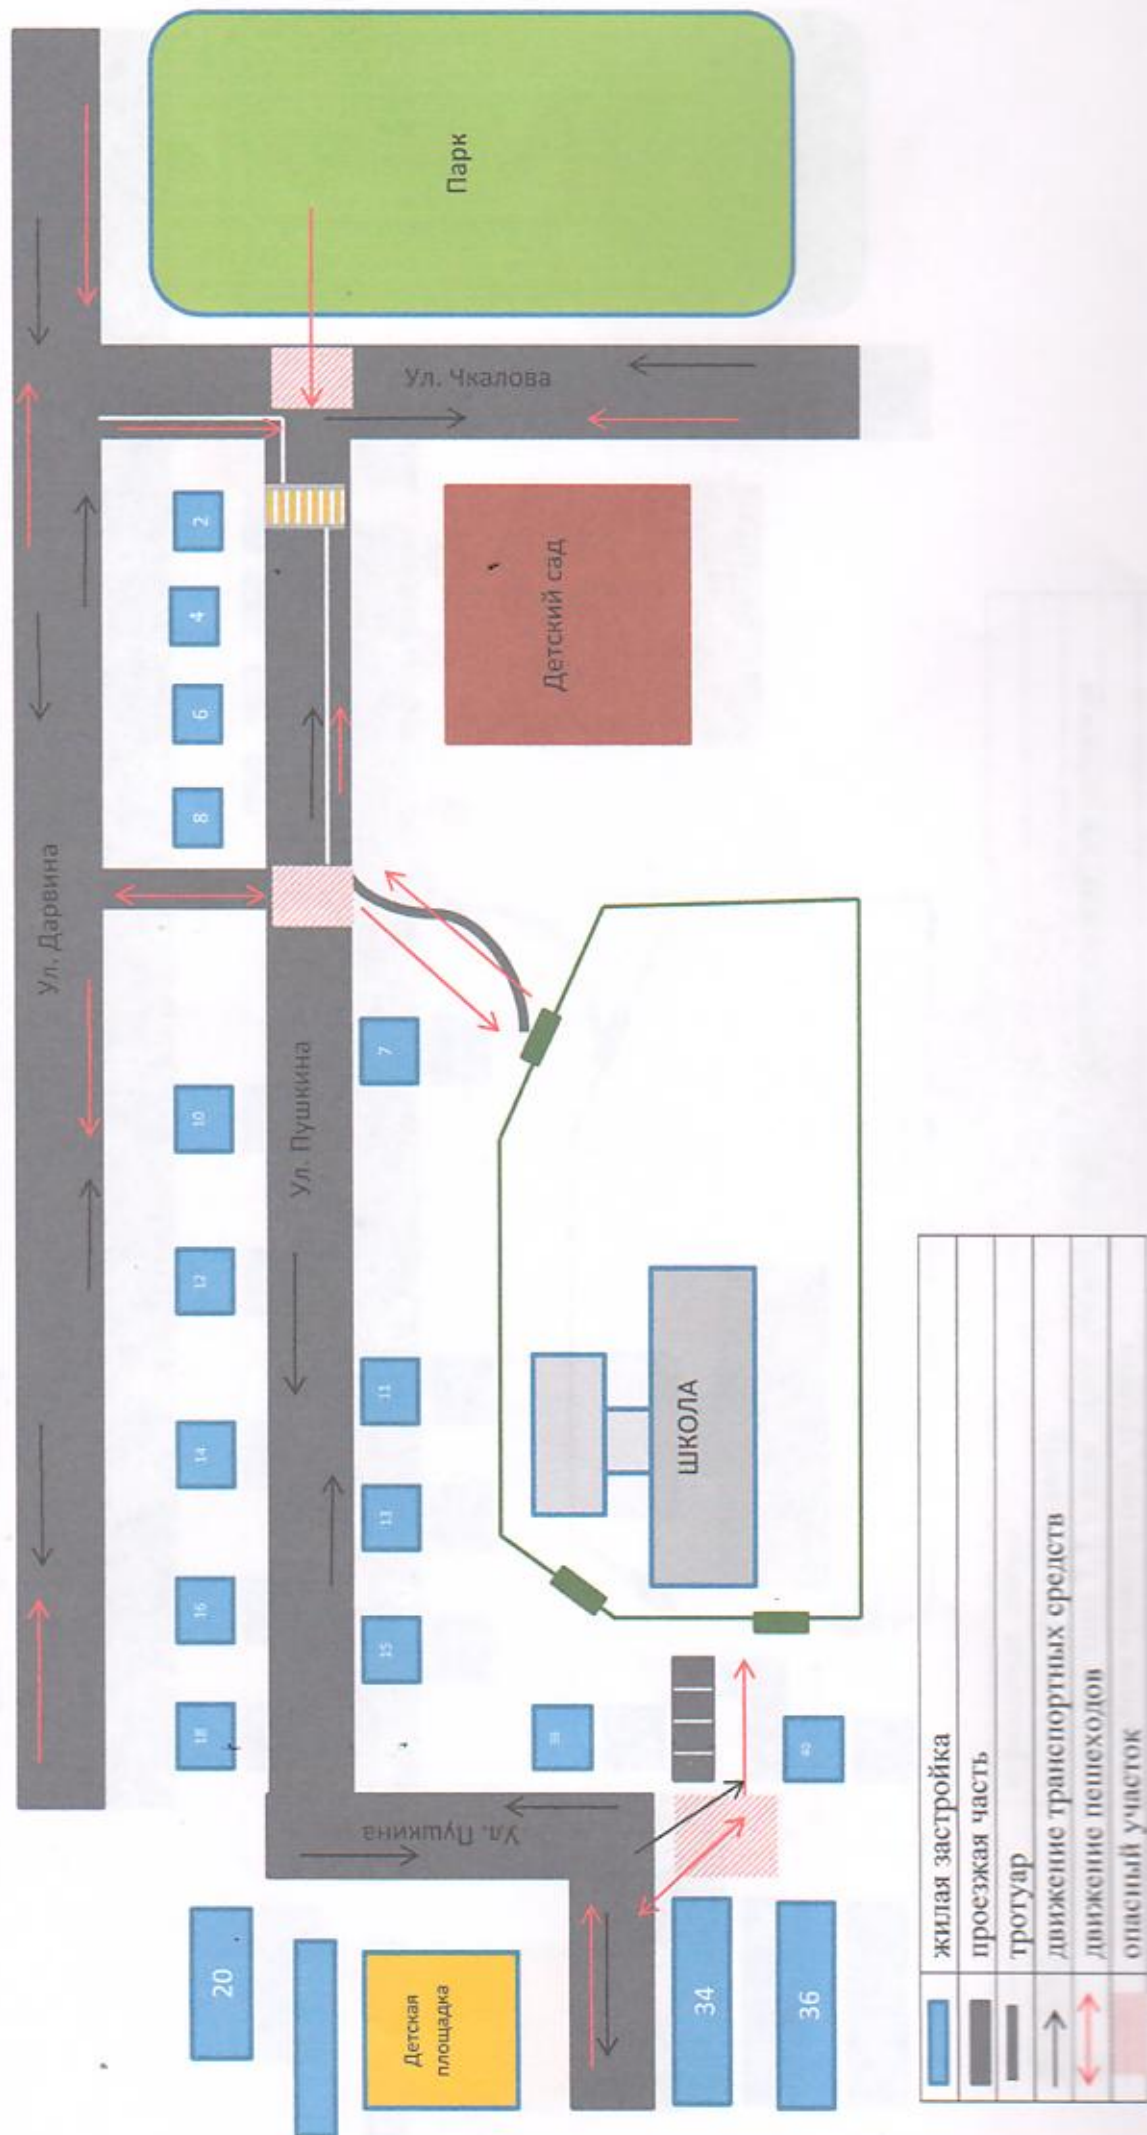 Парк
Ул. Дарвина
Ул. Чкалова
Ул. Пушкина
2
4
6
8
10
12
14
16
18
7
11
13
15
Детский сад
ШКОЛА
Ул. Пушкина
20
Детская
площадка
34
36
40
жилая застройка
проезжая часть
тротуар
движение транспортных средств
движение пешеходов
опасный участок